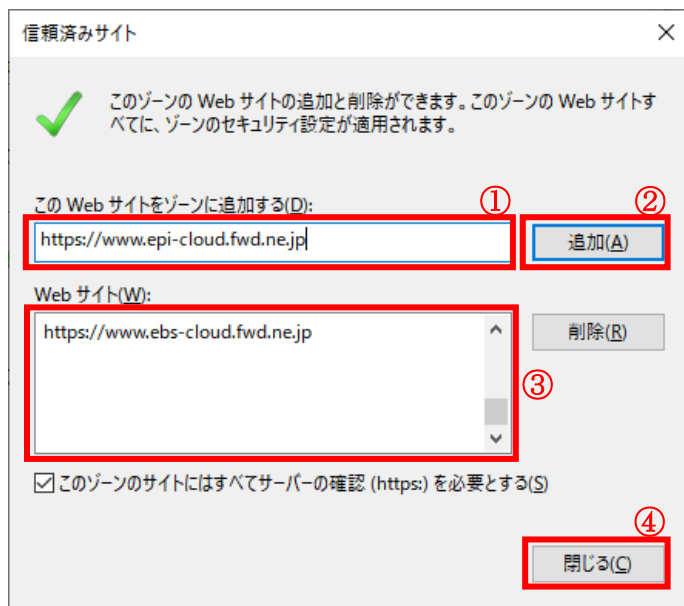 信頼済みサイト
このゾーンの Web サイトの追加と削除ができます。このゾーンの Web サイトす
べてに、ゾーンのセキュリティ設定が適用されます。
この Web サイトをゾーンに追加する(D):
①
②
https://www.epi-cloud.fwd.ne.jp
追加(A)
Web サイト(W):
https://www.ebs-cloud.fwd.ne.jp
削除(R)
③
このゾーンのサイトにはすべてサーバーの確認 (https:) を必要とする(S)
④
閉じる(C)